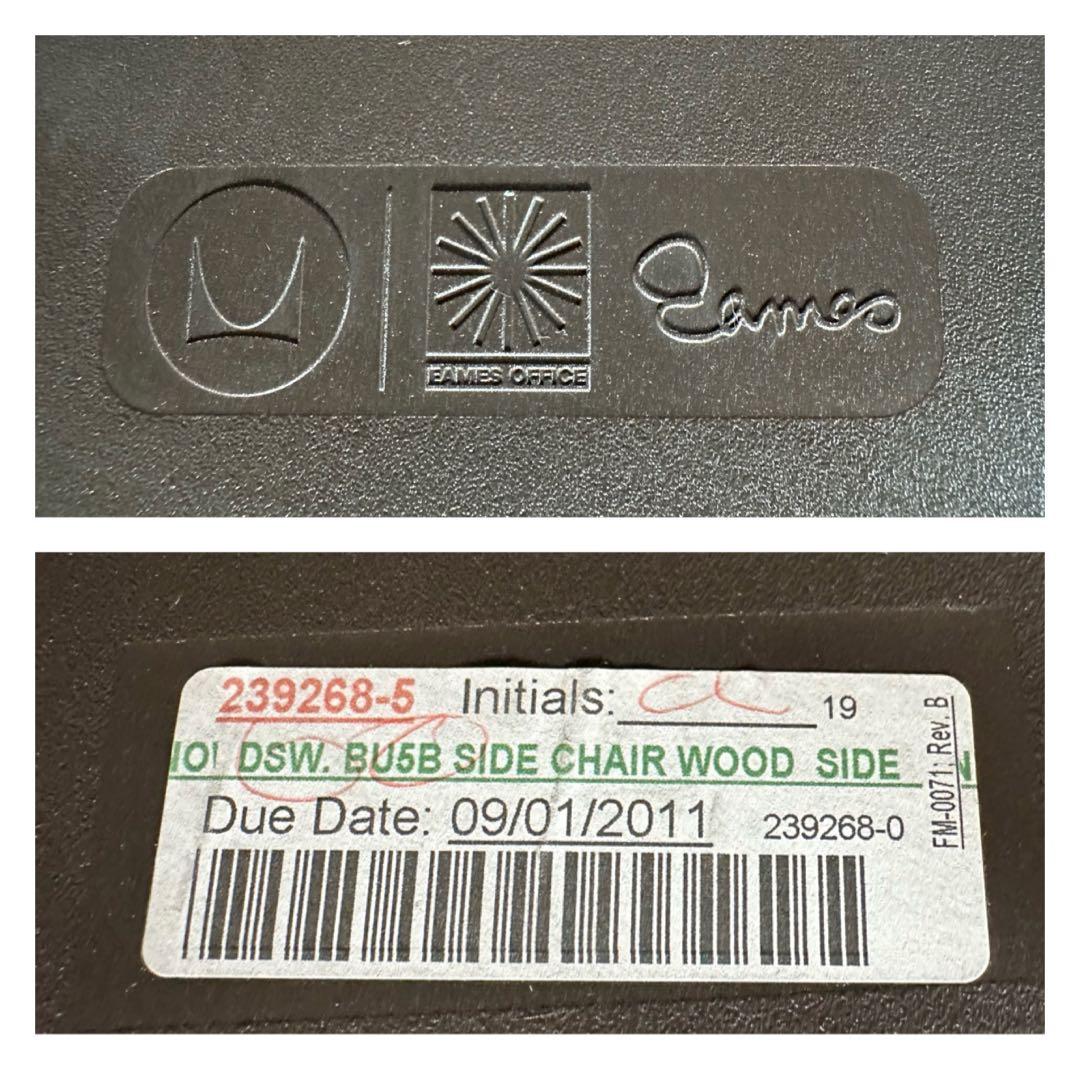 EAMES OFFICE
Eames
239268-5 Initials: 19
DSW. BU5B SIDE CHAIR WOOD SIDE
Due Date: 09/01/2011 239268-0
FM-0071; Rev. B